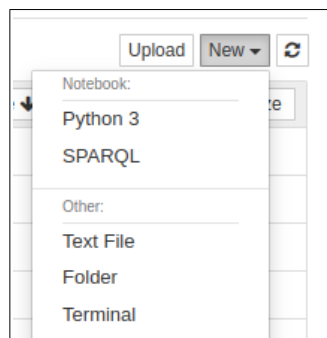 Upload New
Notebook:
Python 3
SPARQL
Other:
Text File
Folder
Terminal